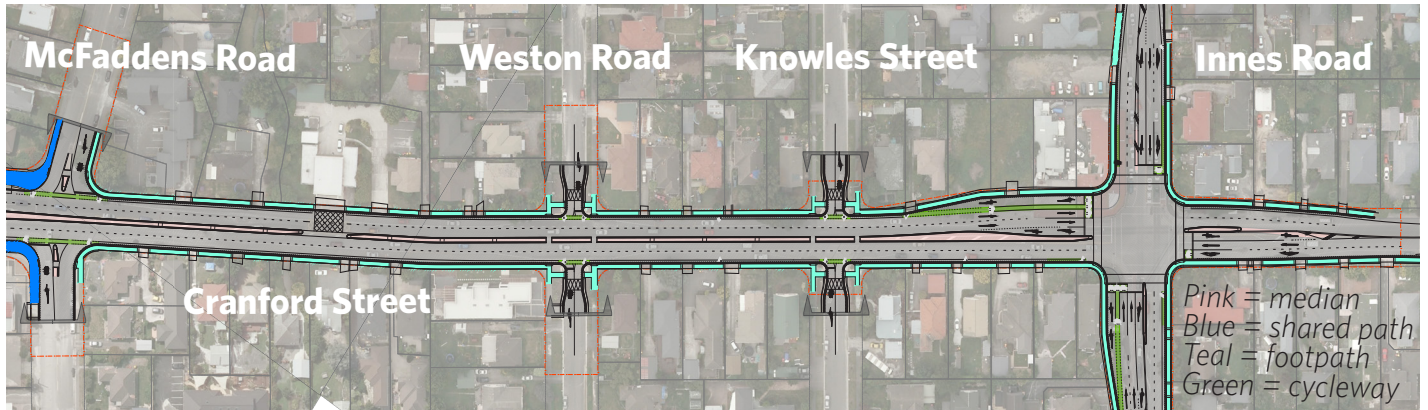 McFaddens Road
Weston Road
Knowles Street
Innes Road
Cranford Street
Pink = median
Blue = shared path
Teal = footpath
Green = cycleway